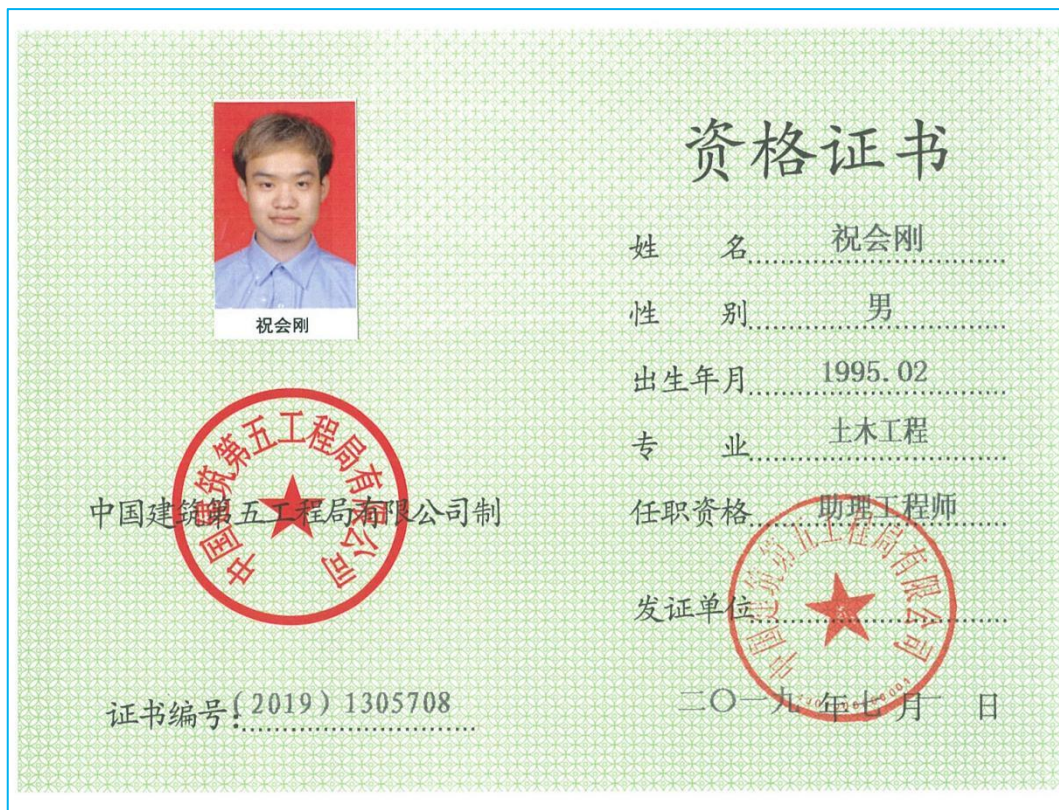 祝会刚
中国建筑第五工程局有限公司
中国建筑第五工程局有限公司制
证书编号:(2019)1305708
资格证书
姓 名 祝会刚
性 别 男
出生年月 1995.02
专 业 土木工程
任职资格 助理工程师
发证单位
中国建筑第五工程局有限公司
二〇一九 年 七 月 一 日